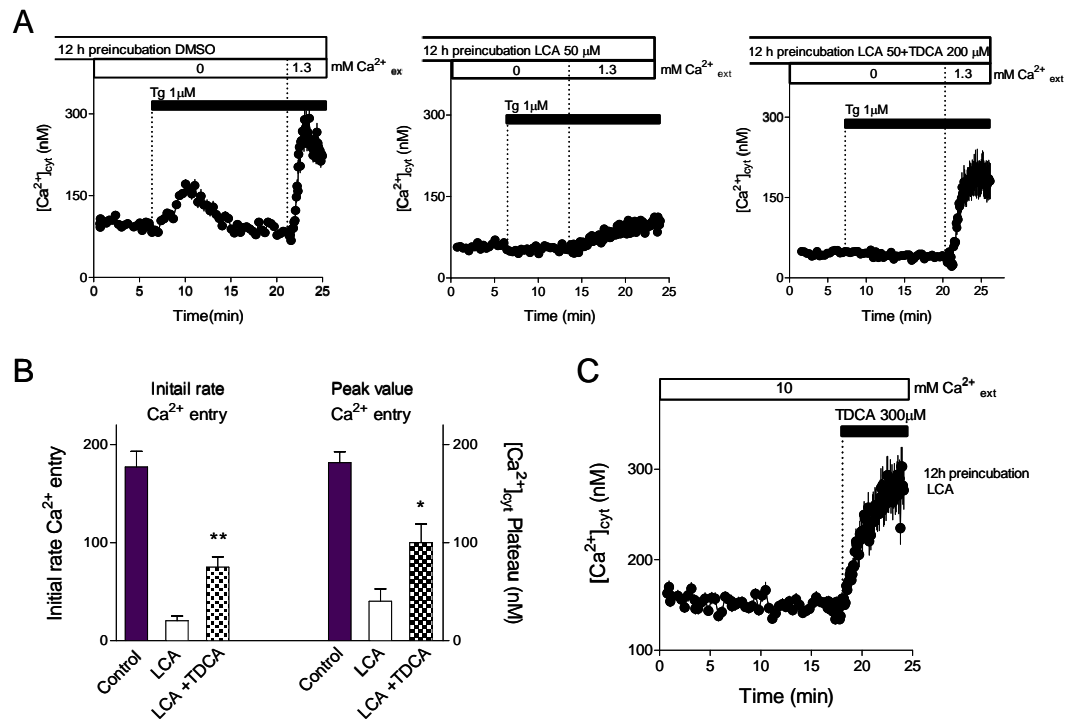 A
12 h preincubation DMSO
0
1.3
mM Ca2+ ex
Tg 1μM
[Ca2+]cyt (nM)
300
150
0
0 5 10 15 20 25
Time(min)
12 h preincubation LCA 50 μM
0
1.3
mM Ca2+ ext
Tg 1μM
[Ca2+]cyt (nM)
300
200
100
0
0 5 10 15 20 25
Time (min)
12 h preincubation LCA 50+TDCA 200 μM
0
1.3
mM Ca2+ ext
Tg 1μM
[Ca2+]cyt (nM)
300
150
0
0 5 10 15 20 25
Time (min)
B
Initail rate
Ca2+ entry
Peak value
Ca2+ entry
Initial rate Ca2+ entry
200
100
0
**
*
200
100
0
[Ca2+]cyt Plateau (nM)
Control
LCA
LCA +TDCA
Control
LCA
LCA +TDCA
C
10
mM Ca2+ ext
TDCA 300μM
12h preincubation
LCA
[Ca2+]cyt (nM)
300
200
150
100
0 5 10 15 20 25
Time (min)